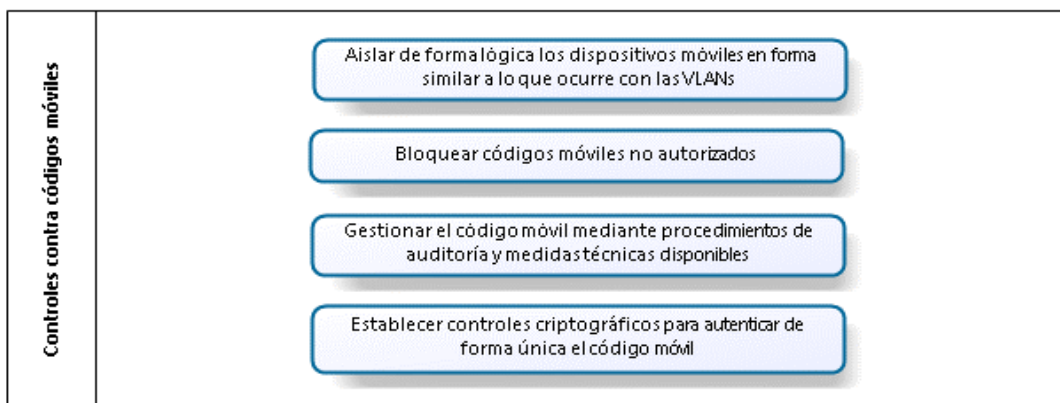 Controles contra códigos móviles
Aislar de forma lógica los dispositivos móviles en forma
similar a lo que ocurre con las VLANs
Bloquear códigos móviles no autorizados
Gestionar el código móvil mediante procedimientos de
auditoría y medidas técnicas disponibles
Establecer controles criptográficos para autenticar de
forma única el código móvil